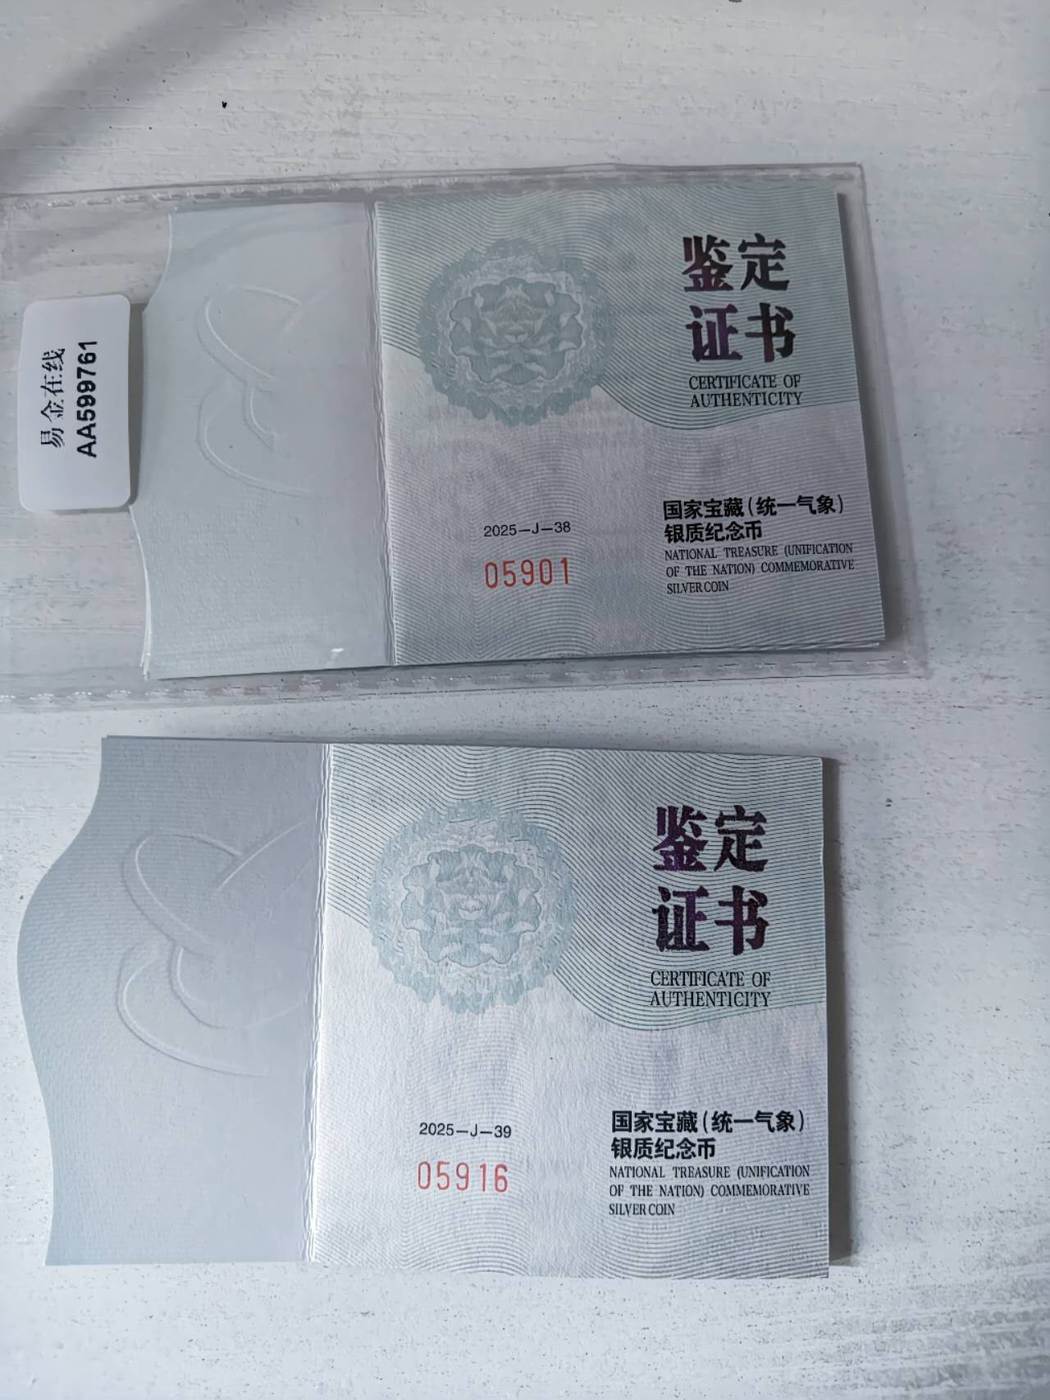 易金在线
AA599761
鉴定
证书
CERTIFICATE OF
AUTHENTICITY
2025-J-38
05901
国家宝藏(统一气象)
银质纪念币
NATIONAL TREASURE (UNIFICATION
OF THE NATION) COMMEMORATIVE
SILVER COIN
鉴定
证书
CERTIFICATE OF
AUTHENTICITY
2025-J-39
05916
国家宝藏(统一气象)
银质纪念币
NATIONAL TREASURE (UNIFICATION
OF THE NATION) COMMEMORATIVE
SILVER COIN